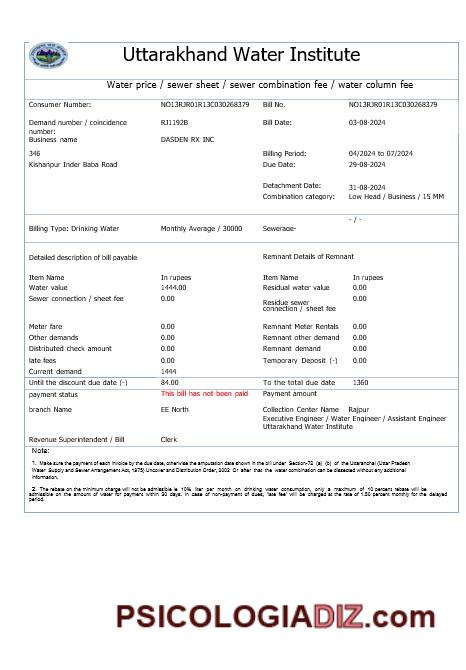 Uttarakhand Water Institute
Water price / sewer sheet / sewer combination fee / water column fee
Consumer Number: NO13RJR01R13C030268379 Bill No. NO13RJR01R13C030268379
Demand number / coincidence number: RJ1192B Bill Date: 03-08-2024
Business name DASDEN RX INC
346 Billing Period: 04/2024 to 07/2024
Kishanpur Inder Baba Road Due Date: 29-08-2024
Detachment Date: 31-08-2024
Combination category: Low Head / Business / 15 MM
- / -
Billing Type: Drinking Water Monthly Average / 30000 Sewerage-
Detailed description of bill payable Remnant Details of Remnant
Item Name In rupees Item Name In rupees
Water value 1444.00 Residual water value 0.00
Sewer connection / sheet fee 0.00 Residue sewer connection / sheet fee 0.00
Meter fare 0.00 Remnant Meter Rentals 0.00
Other demands 0.00 Remnant other demand 0.00
Distributed check amount 0.00 Remnant demand 0.00
late fees 0.00 Temporary Deposit (-) 0.00
Current demand 1444
Until the discount due date (-) 84.00 To the total due date 1360
payment status This bill has not been paid Payment amount
branch Name EE North Collection Center Name Rajpur
Executive Engineer / Water Engineer / Assistant Engineer
Uttarakhand Water Institute
Revenue Superintendent / Bill Clerk
Note:
1. Make sure the payment of each invoice by the due date, otherwise the amputation date shown in the bill under Section-72 (a) (b) of the Uttaranchal (Uttar Pradesh
Water Supply and Sewer Arrangement Act, 1975) Uncover and Distribution Order, 2002 Or after that the water combination can be dissected without any additional
information.
2. The rebate on the minimum charge will not be admissible ie 10% liter per month on drinking water consumption, only a maximum of 10 percent rebate will be
admissible on the amount of water for payment within 30 days. In case of non-payment of dues, 'late fee' will be charged at the rate of 1.50 percent monthly for the delayed
period.
PSICOLOGIADIZ.com